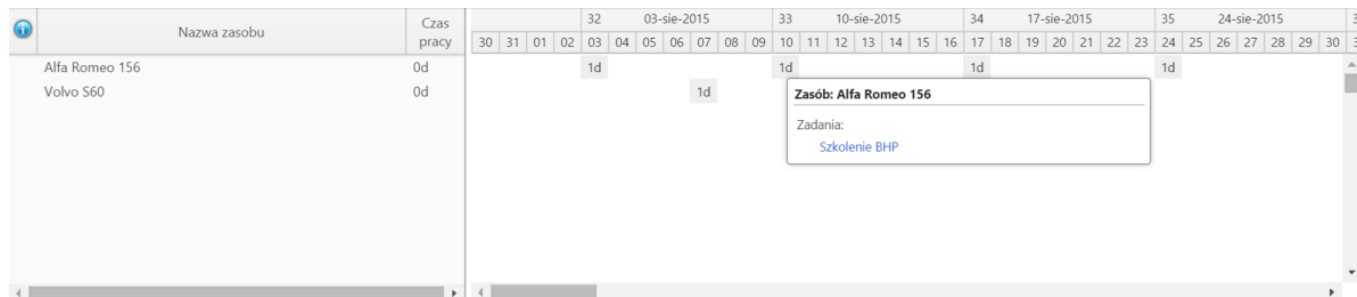 Nazwa zasobu Czas pracy
32 03-sie-2015 33 10-sie-2015 34 17-sie-2015 35 24-sie-2015
30 31 01 02 03 04 05 06 07 08 09 10 11 12 13 14 15 16 17 18 19 20 21 22 23 24 25 26 27 28 29 30
Alfa Romeo 156 0d 1d 1d 1d 1d
Volvo S60 0d 1d
Zasób: Alfa Romeo 156
Zadania:
Szkolenie BHP